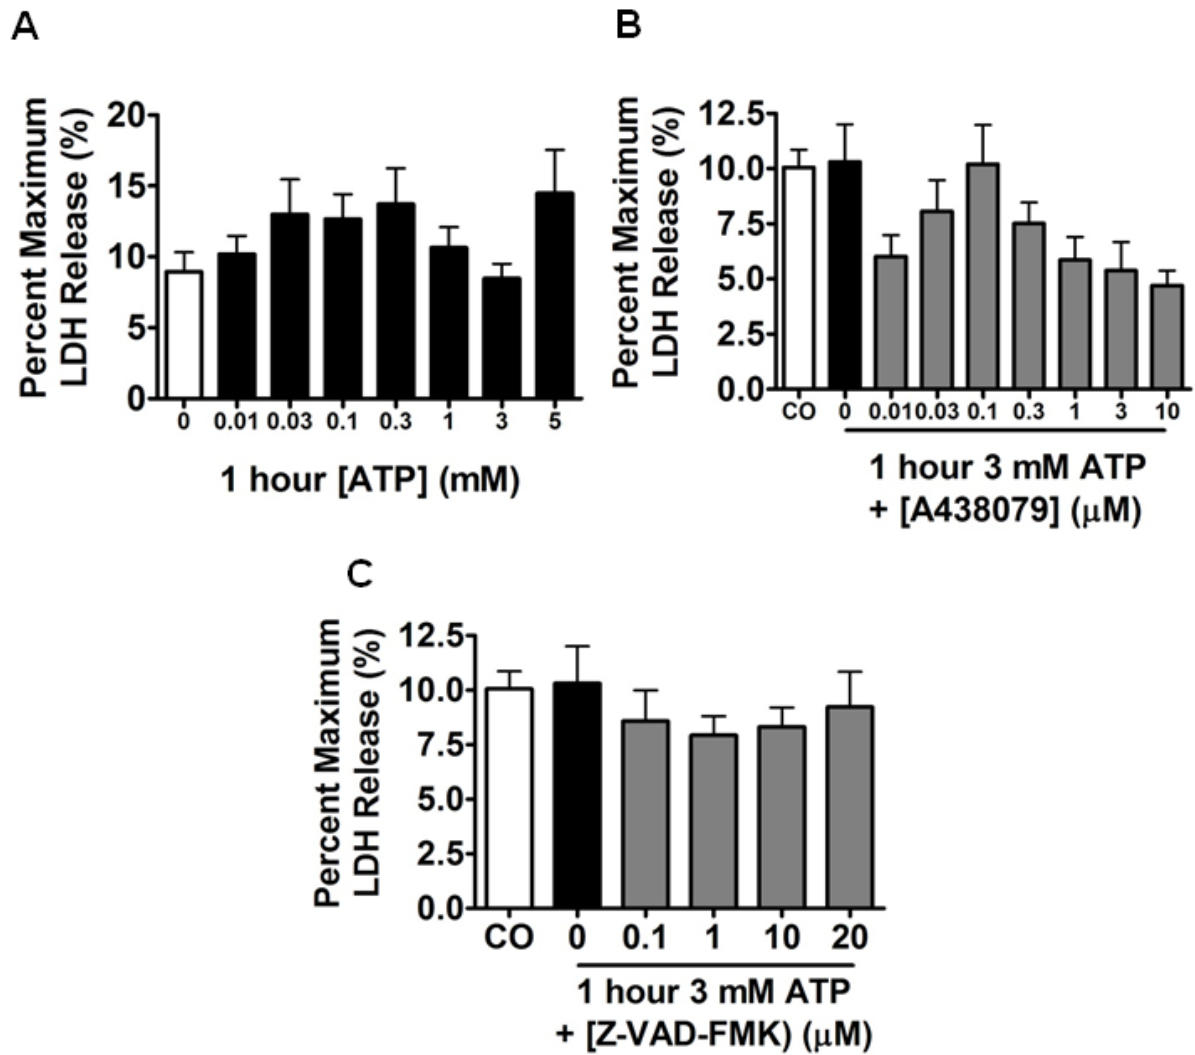 A
Percent Maximum
LDH Release (%)
20
15
10
5
0
0 0.01 0.03 0.1 0.3 1 3 5
1 hour [ATP] (mM)
B
Percent Maximum
LDH Release (%)
12.5
10.0
7.5
5.0
2.5
0.0
CO 0 0.01 0.03 0.1 0.3 1 3 10
1 hour 3 mM ATP
+ [A438079] (μM)
C
Percent Maximum
LDH Release (%)
12.5
10.0
7.5
5.0
2.5
0.0
CO 0 0.1 1 10 20
1 hour 3 mM ATP
+ [Z-VAD-FMK) (μM)